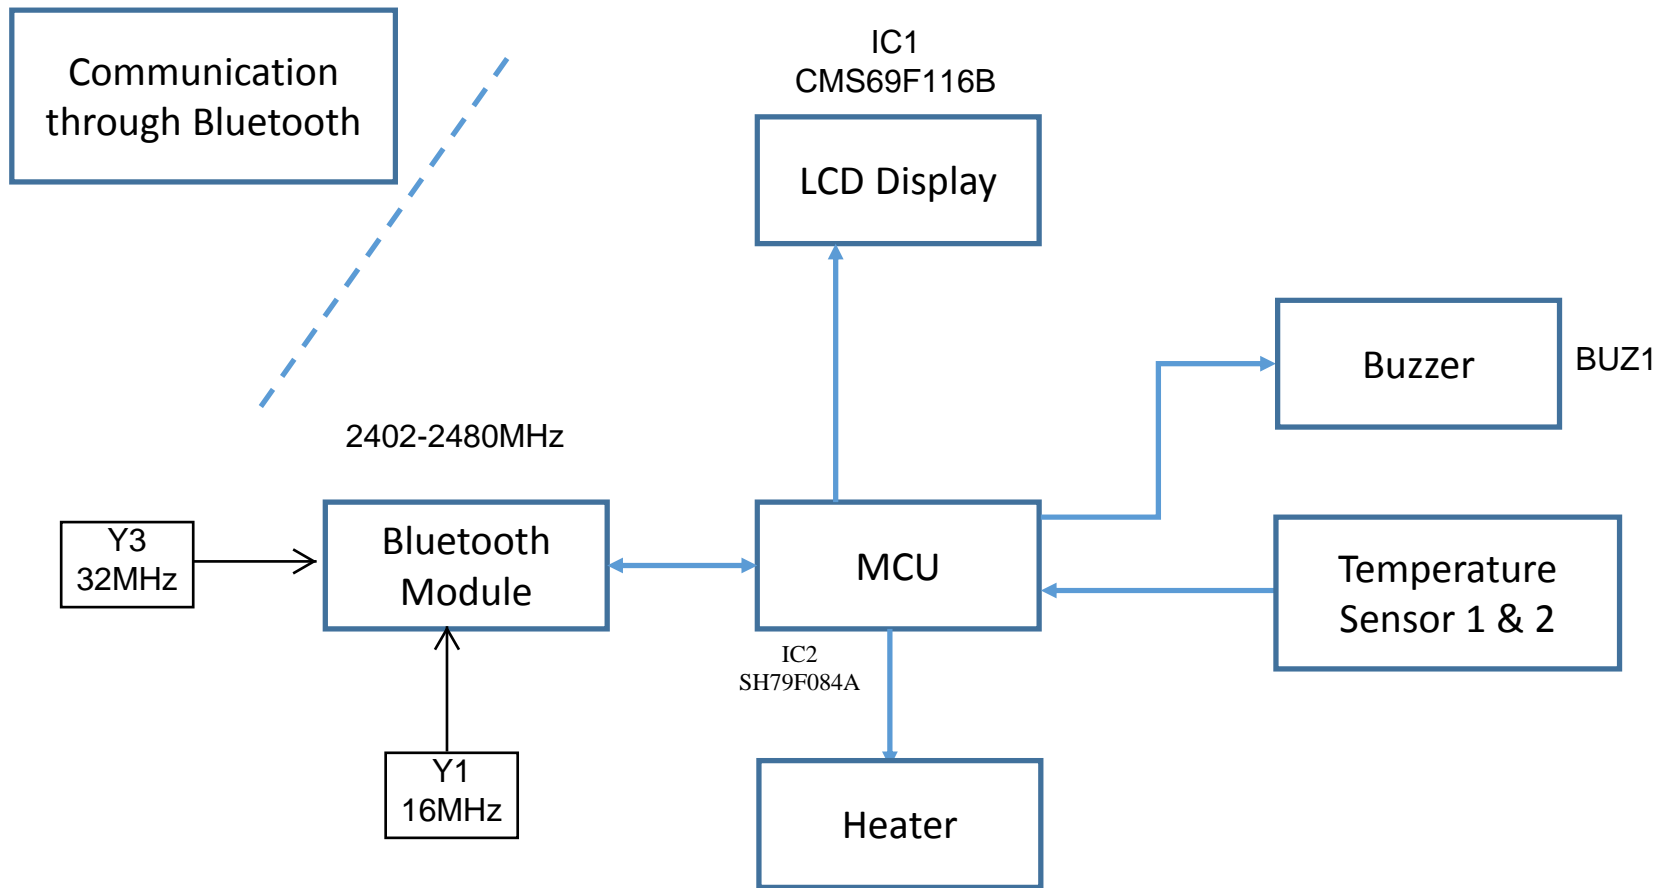 Communication
through Bluetooth
IC1
CMS69F116B
LCD Display
Buzzer
BUZ1
2402-2480MHz
Y3
32MHz
Bluetooth
Module
MCU
Temperature
Sensor 1 & 2
IC2
SH79F084A
Y1
16MHz
Heater